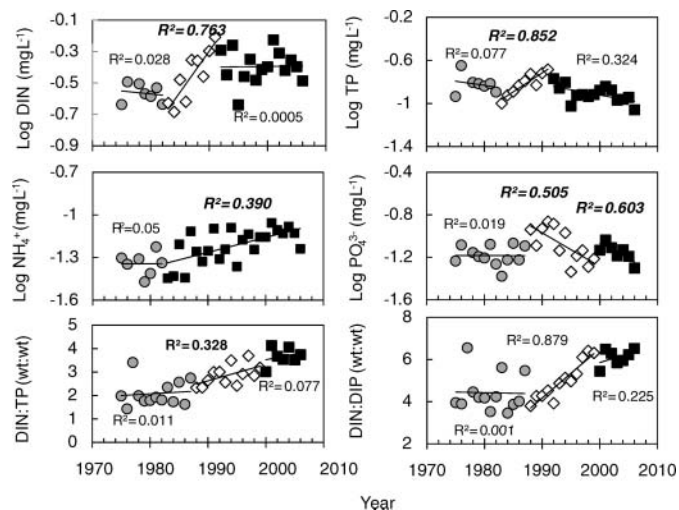 R²=0.763
-0.1
R²=0.028
-0.3
-0.5
-0.7
R²=0.0005
-0.9
Log DIN (mgL⁻¹)
-0.1
R²=0.852
R²=0.077
R²=0.324
-0.6
-1
-1.4
Log TP (mgL⁻¹)
-0.7
R²=0.390
R²=0.05
-1
-1.3
-1.6
Log NH₄⁺ (mgL⁻¹)
-0.4
R²=0.505
R²=0.603
R²=0.019
-0.8
-1.2
-1.6
Log PO₄³⁻ (mgL⁻¹)
5
R²=0.328
4
3
2
R²=0.077
1
R²=0.011
0
DIN:TP (wt:wt)
1970 1980 1990 2000 2010
8
R²=0.879
6
4
R²=0.225
R²=0.001
2
DIN:DIP (wt:wt)
1970 1980 1990 2000 2010
Year